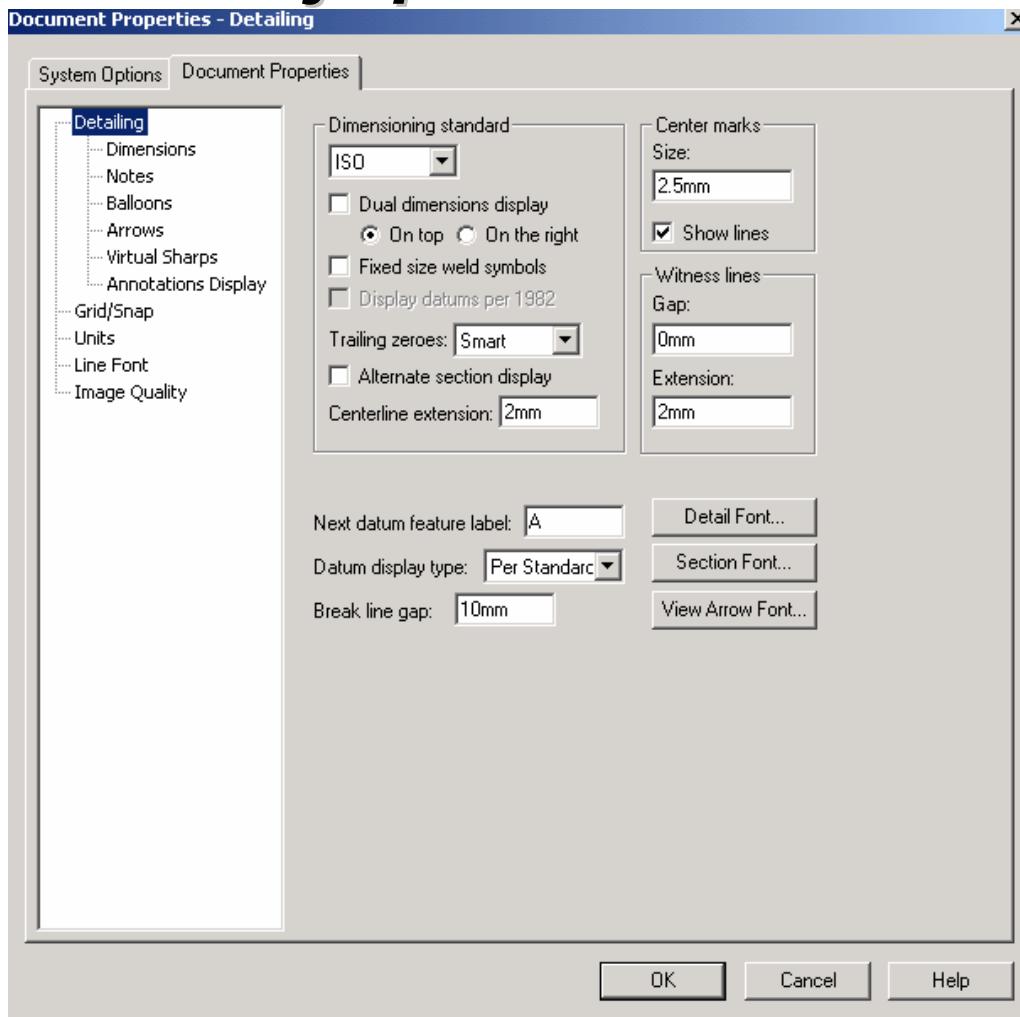 Document Properties - Detailing
System Options
Document Properties
Detailing
Dimensions
Notes
Balloons
Arrows
Virtual Sharps
Annotations Display
Grid/Snap
Units
Line Font
Image Quality
Dimensioning standard
ISO
Dual dimensions display
On top On the right
Fixed size weld symbols
Display datums per 1982
Trailing zeroes: Smart
Alternate section display
Centerline extension: 2mm
Center marks
Size:
2.5mm
Show lines
Witness lines
Gap:
0mm
Extension:
2mm
Next datum feature label: A
Datum display type: Per Standarc
Break line gap: 10mm
Detail Font...
Section Font...
View Arrow Font...
OK Cancel Help